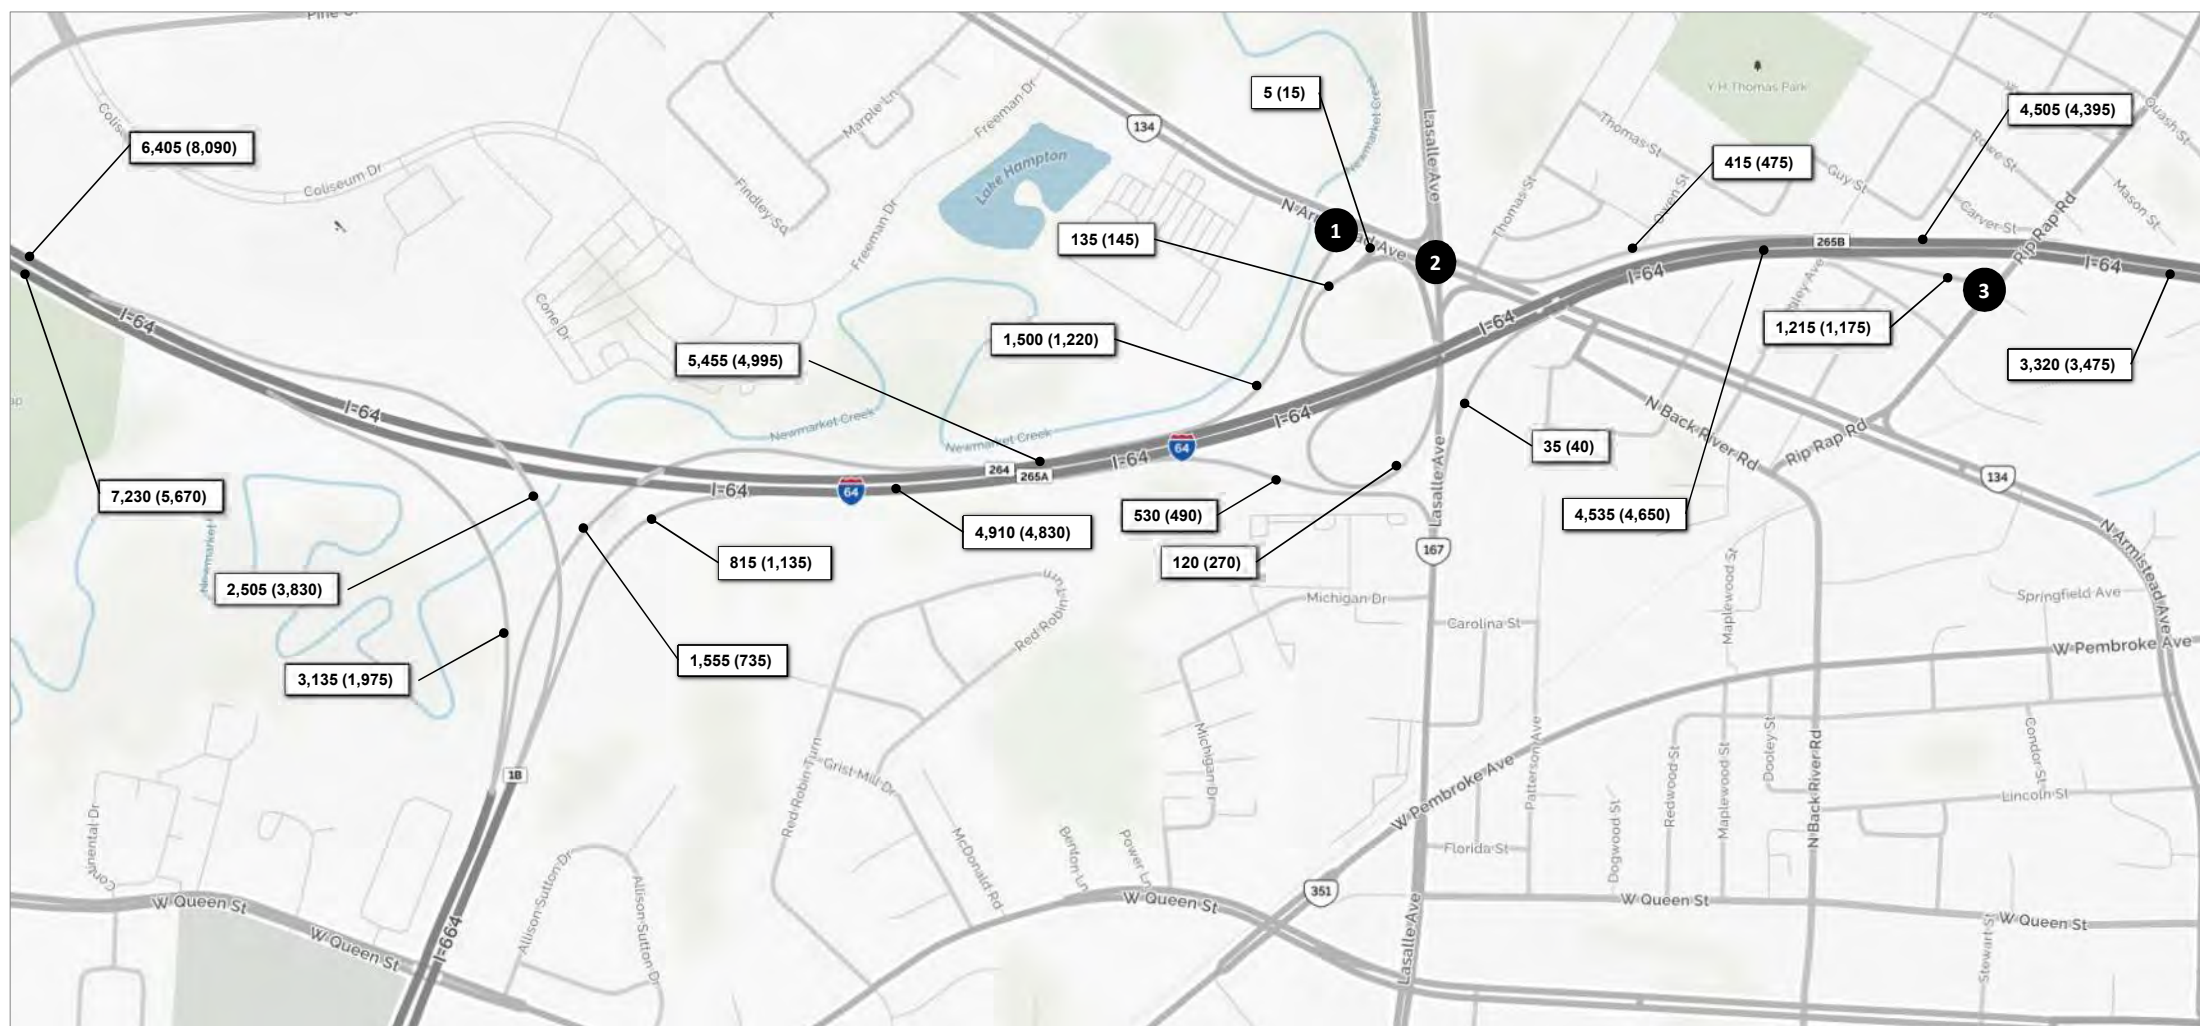 134
Lasalle Ave
Newmarket Creek
5 (15)
Y H Thomas Park
4,505 (4,395)
Quash St
Coliseum Dr
6,405 (8,090)
Marple Ln
Freeman Dr
Lake Hampton
Thomas St
415 (475)
Rowe St
Guy St
Mason St
Findley Sq
Freeman Dr
Thomas St
Owen St
Carver St
Rip Rap Rd
135 (145)
1
2
265B
I-64
I-64
3
1,215 (1,175)
3,320 (3,475)
I-64
Cone Dr
1,500 (1,220)
5,455 (4,995)
I-64
I-64
I-64
Newmarket Creek
Newmarket Creek
I-64
64
264
265A
35 (40)
N Back River Rd
Rip Rap Rd
134
7,230 (5,670)
I-64
64
4,910 (4,830)
530 (490)
120 (270)
Lasalle Ave
167
4,535 (4,650)
N Armistead Ave
2,505 (3,830)
815 (1,135)
Michigan Dr
Carolina St
Maplewood St
Springfield Ave
W Pembroke Ave
3,135 (1,975)
1,555 (735)
Red Robin Turn
Michigan Dr
Patterson Ave
Condor St
1B
Red Robin Turn
Grist Mill Dr
W Pembroke Ave
Redwood St
Maplewood St
Dooley St
N Back River Rd
Lincoln St
Continental Dr
McDonald Rd
Benton Ln
Power Ln
Florida St
Dogwood St
Allison Sutton Dr
Allison Sutton Dr
351
W Queen St
W Queen St
W Queen St
W Queen St
W Queen St
I-664
Lasalle Ave
Stewart St